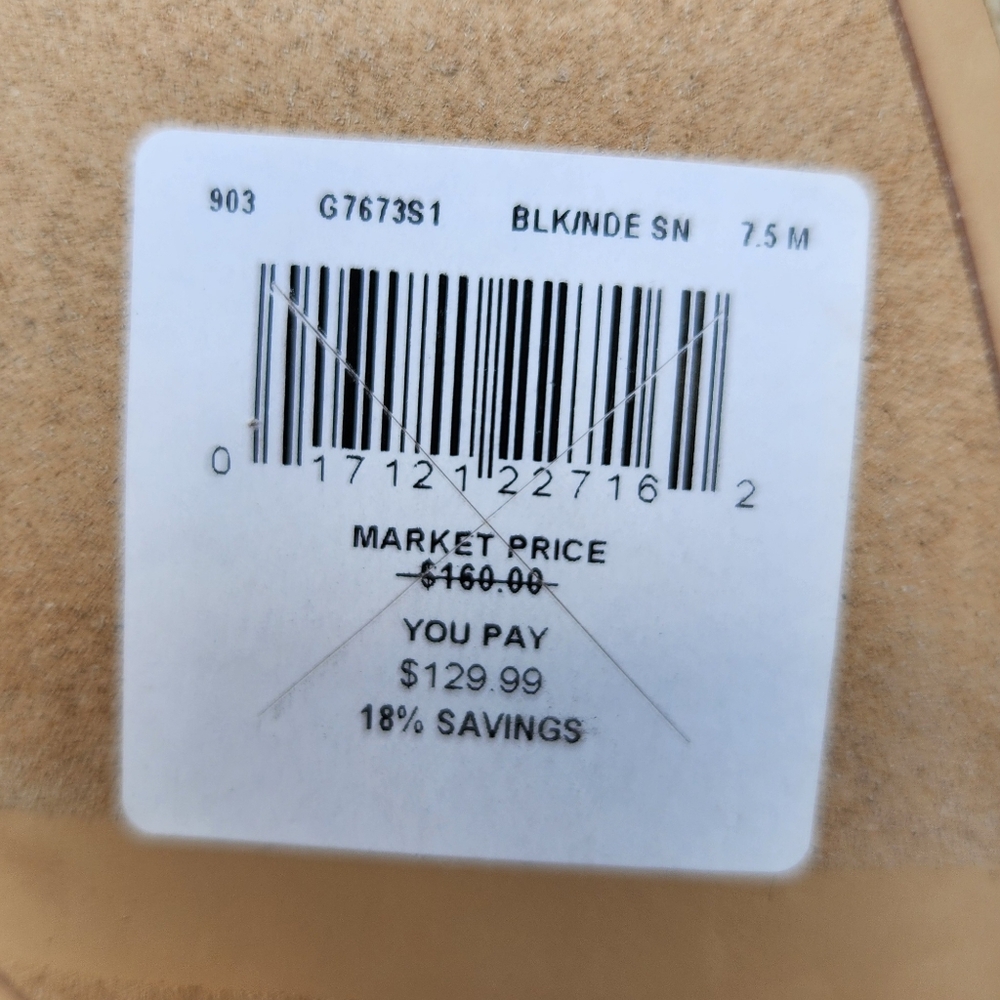 903 G7673S1 BLK/NDE SN 7.5 M
0 17121 22716 2
MARKET PRICE
$160.00
YOU PAY
$129.99
18% SAVINGS